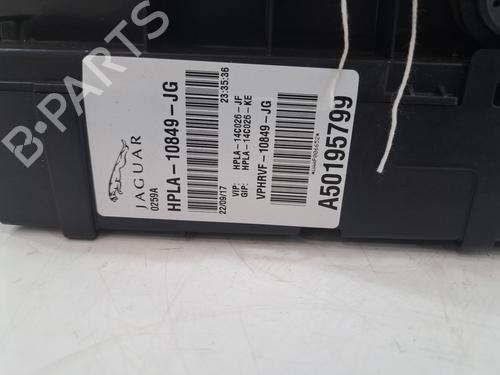 JAGUAR
0259A
HPLA-10849-JG
22/09/17 23:35:36
VIP: HPLA-14C026-JF
GIP: HPLA-14C026-KE
VPHRVF-10849-JG
A50195799
B-PARTS